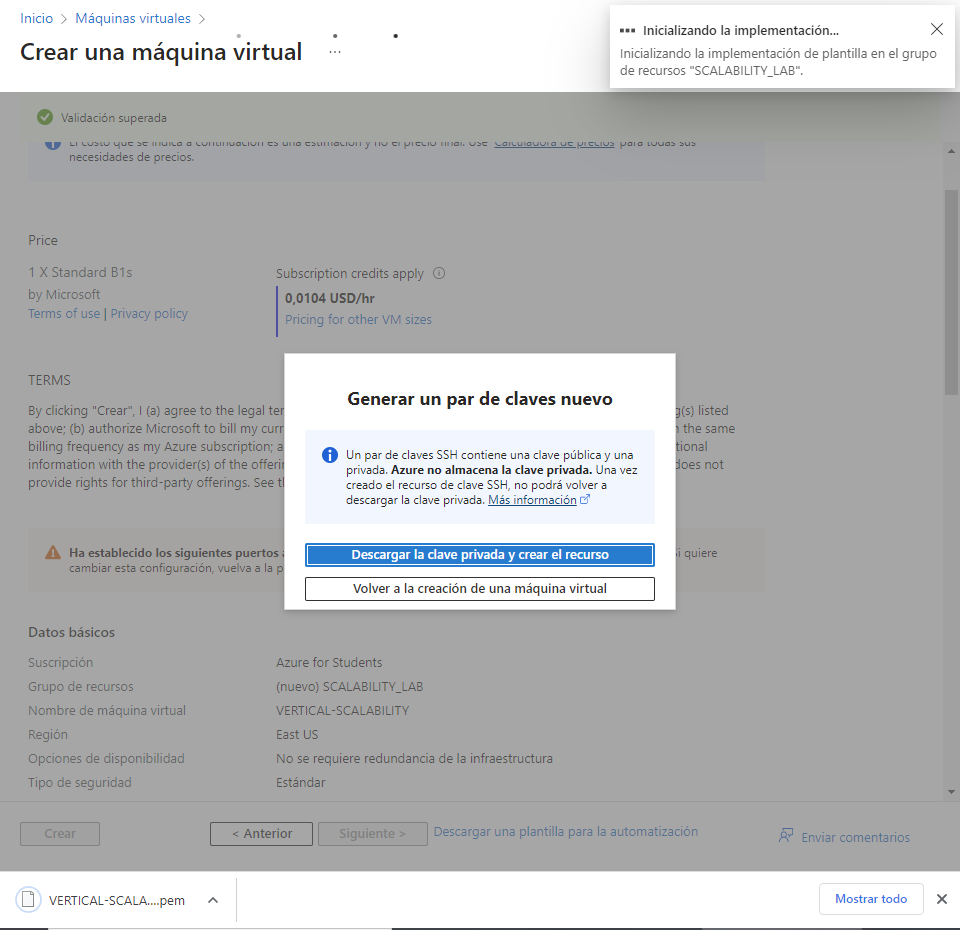 Inicio > Máquinas virtuales >
Crear una máquina virtual ...
Inicializando la implementación...
Inicializando la implementación de plantilla en el grupo
de recursos "SCALABILITY_LAB".
Validación superada
El costo que se indica a continuación es una estimación y no el precio final. Use Calculadora de precios para todas sus
necesidades de precios.
Price
1 X Standard B1s
by Microsoft
Terms of use | Privacy policy
Subscription credits apply
0,0104 USD/hr
Pricing for other VM sizes
TERMS
By clicking "Crear", I (a) agree to the legal ter g(s) listed
above; (b) authorize Microsoft to bill my curr n the same
billing frequency as my Azure subscription; a tional
information with the provider(s) of the offerin does not
provide rights for third-party offerings. See th
Generar un par de claves nuevo
Un par de claves SSH contiene una clave pública y una
privada. Azure no almacena la clave privada. Una vez
creado el recurso de clave SSH, no podrá volver a
descargar la clave privada. Más información
Descargar la clave privada y crear el recurso
Volver a la creación de una máquina virtual
Ha establecido los siguientes puertos a Si quiere
cambiar esta configuración, vuelva a la p
Datos básicos
Suscripción Azure for Students
Grupo de recursos (nuevo) SCALABILITY_LAB
Nombre de máquina virtual VERTICAL-SCALABILITY
Región East US
Opciones de disponibilidad No se requiere redundancia de la infraestructura
Tipo de seguridad Estándar
Crear
< Anterior
Siguiente >
Descargar una plantilla para la automatización
Enviar comentarios
VERTICAL-SCALA....pem
Mostrar todo